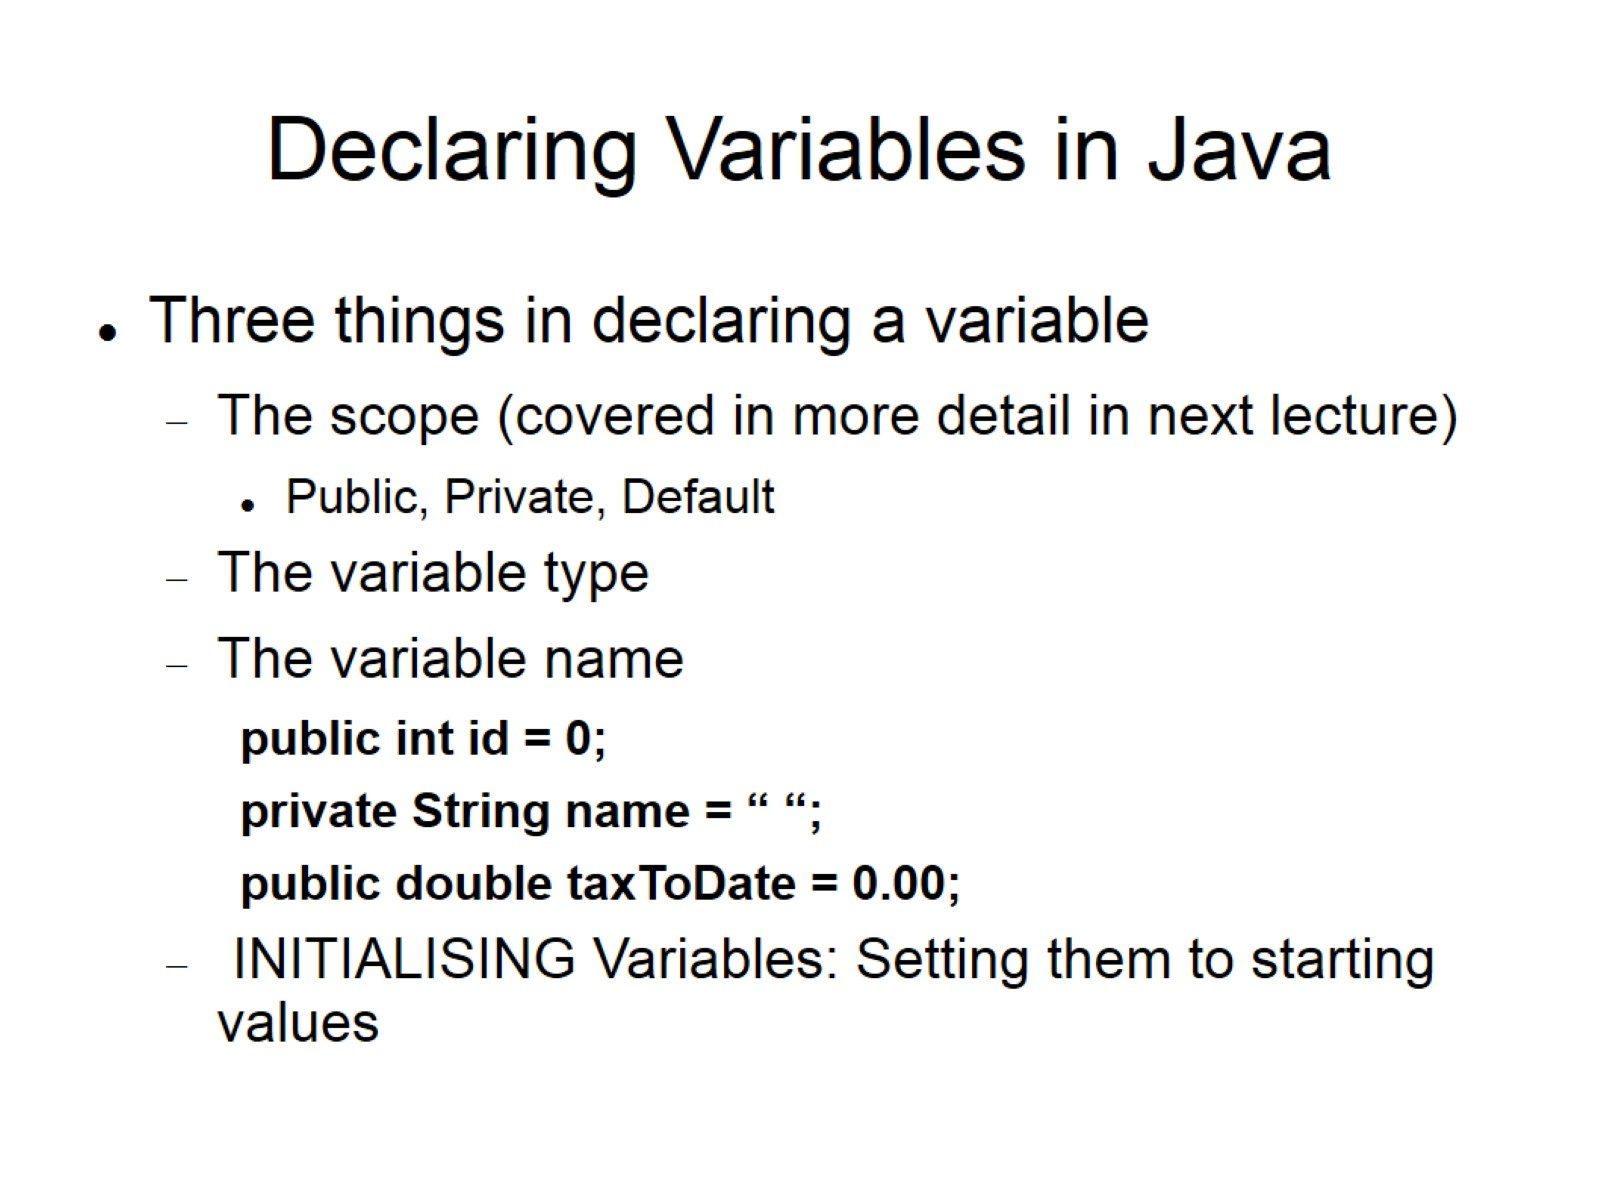 Declaring Variables in Java
● Three things in declaring a variable
– The scope (covered in more detail in next lecture)
● Public, Private, Default
– The variable type
– The variable name
public int id = 0;
private String name = “ “;
public double taxToDate = 0.00;
– INITIALISING Variables: Setting them to starting
values